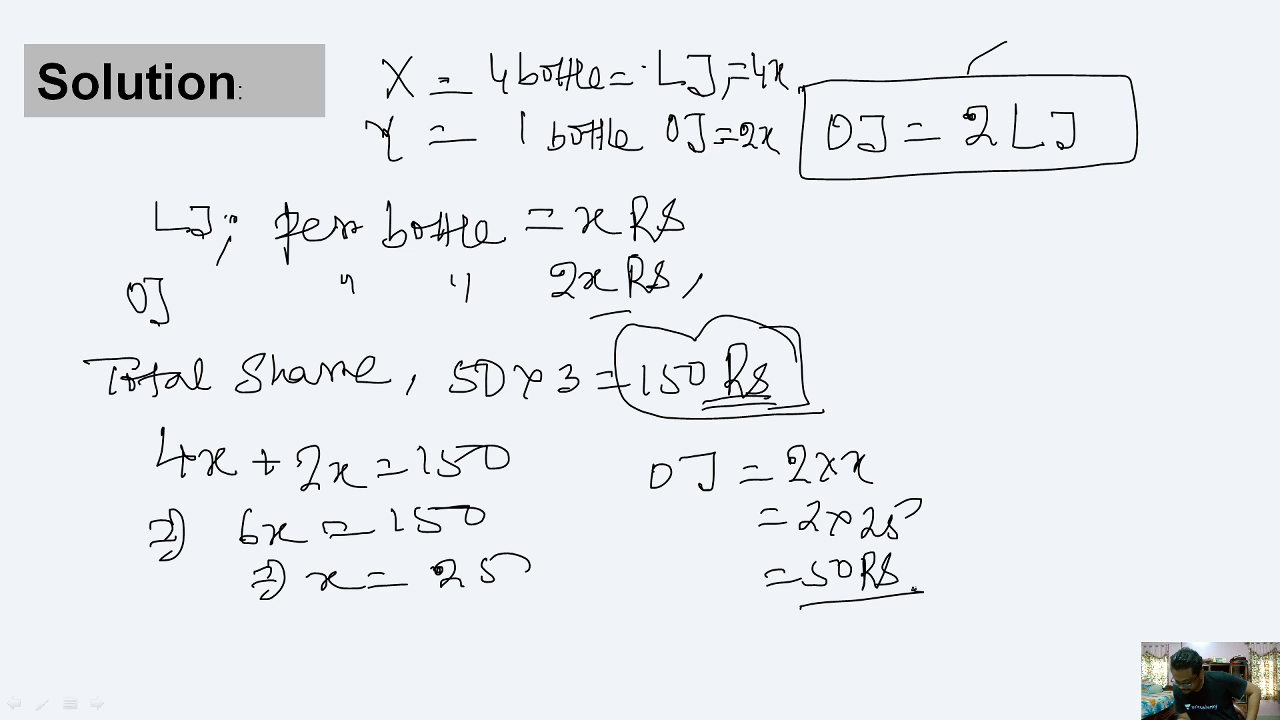 Solution:
X = 4 bottle = LJ, = 4x
Y = 1 bottle OJ = 2x
OJ = 2 LJ
LJ; per bottle = x RS
OJ " " 2x RS,
Total Share, 50 x 3 = 150 RS
4x + 2x = 150
⇒ 6x = 150
⇒ x = 25
OJ = 2 x x
= 2 x 25
= 50 RS.